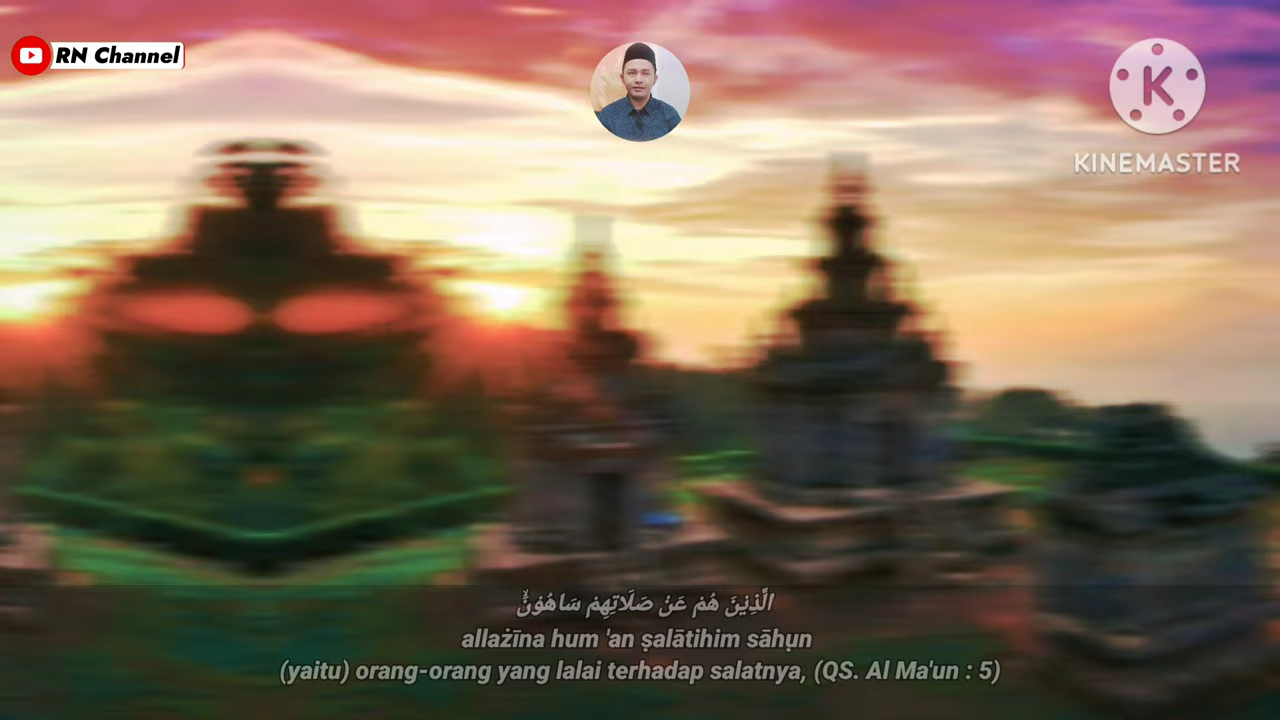 RN Channel
K
KINEMASTER
الَّذِيْنَ هُمْ عَنْ صَلَاتِهِمْ سَاهُوْنَۙ
allażīna hum 'an ṣalātihim sāhụn
(yaitu) orang-orang yang lalai terhadap salatnya, (QS. Al Ma'un : 5)